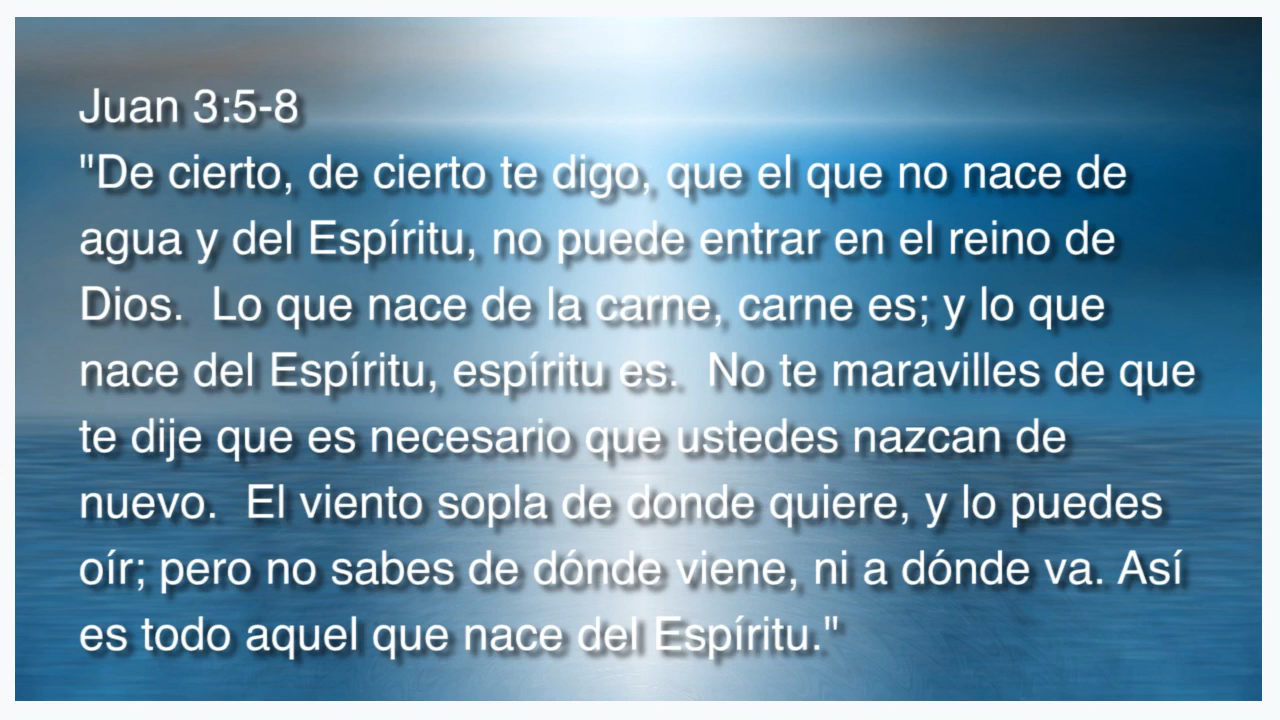 Juan 3:5-8
"De cierto, de cierto te digo, que el que no nace de
agua y del Espíritu, no puede entrar en el reino de
Dios.  Lo que nace de la carne, carne es; y lo que
nace del Espíritu, espíritu es.  No te maravilles de que
te dije que es necesario que ustedes nazcan de
nuevo.  El viento sopla de donde quiere, y lo puedes
oír; pero no sabes de dónde viene, ni a dónde va. Así
es todo aquel que nace del Espíritu."